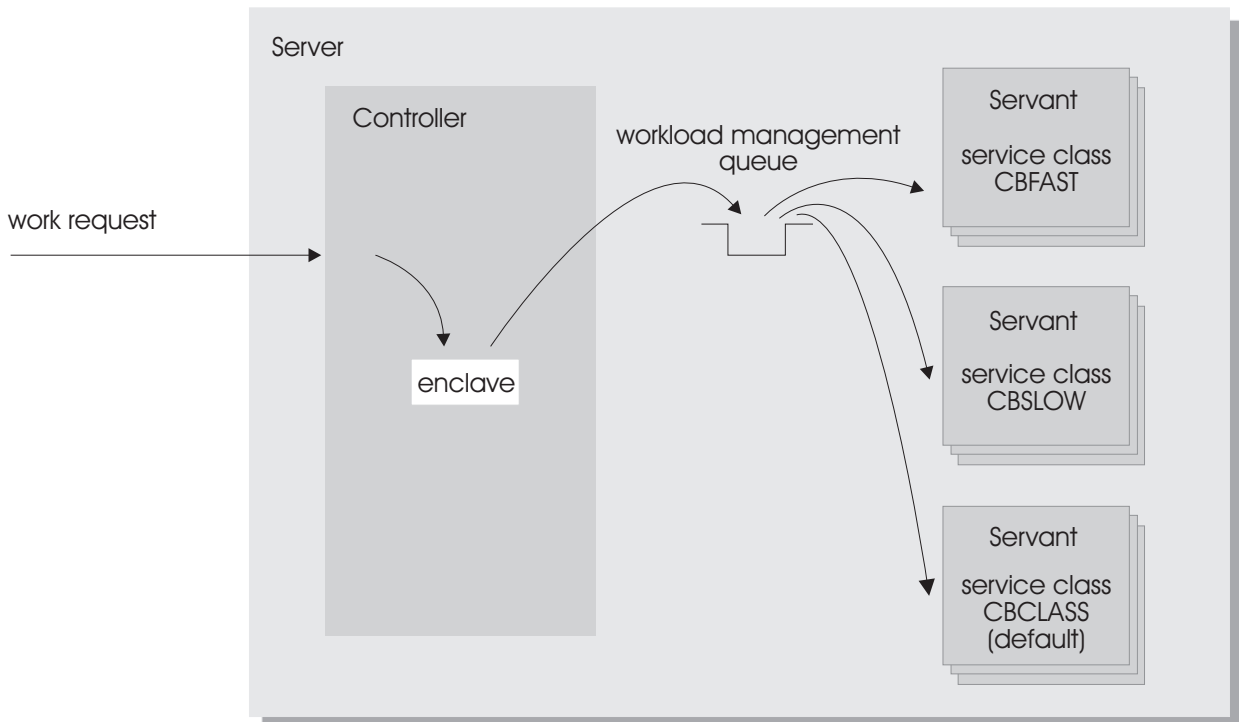 Server
Controller
work request
enclave
workload management
queue
Servant
service class
CBFAST
Servant
service class
CBSLOW
Servant
service class
CBCLASS
(default)